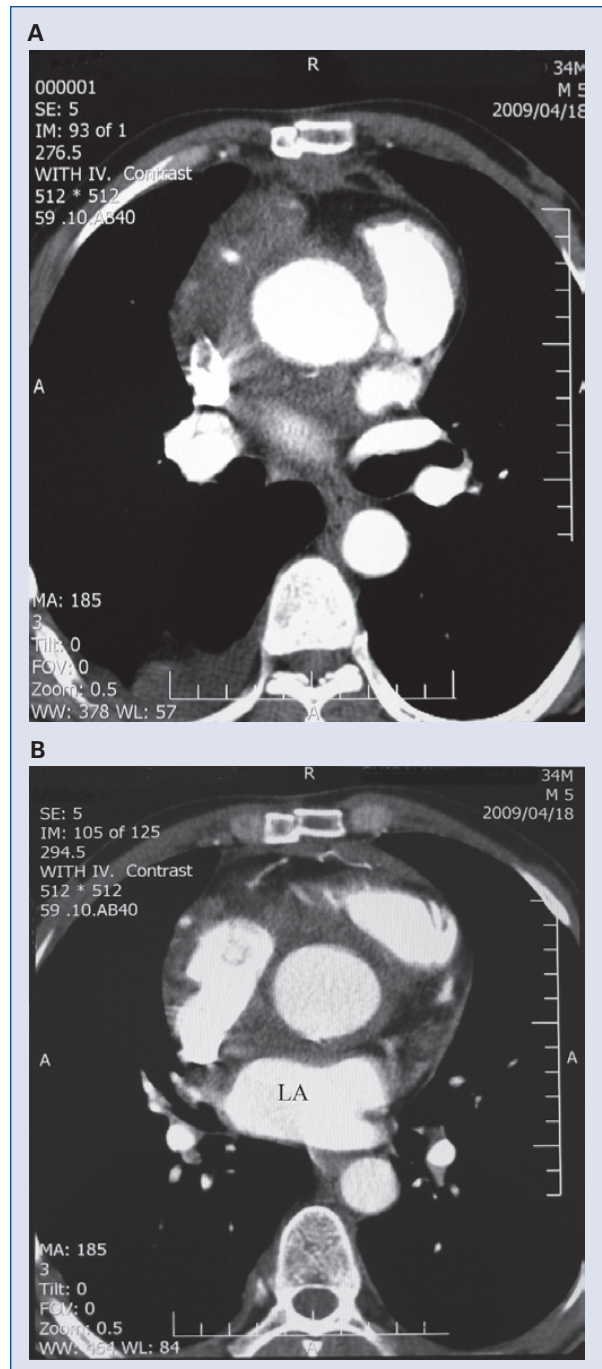 A
R
000001
SE: 5
IM: 93 of 1
276.5
WITH IV. Contrast
512 * 512
59 .10.AB40
34M
M 5
2009/04/18
A
MA: 185
3
Tilt: 0
FOV: 0
Zoom: 0.5
WW: 378 WL: 57
A
B
R
SE: 5
IM: 105 of 125
294.5
WITH IV. Contrast
512 * 512
59 .10.AB40
34M
M 5
2009/04/18
A
A
LA
MA: 185
3
Tilt: 0
FOV: 0
Zoom: 0.5
WL: 84
A